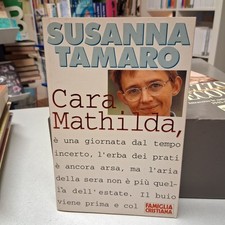 SUSANNA
TAMARO
Cara
Mathilda,
è una giornata dal tempo
incerto, l'erba dei prati
è ancora arsa, ma l'aria
della sera non è più quel-
la dell'estate. Il buio
viene prima e col
FAMIGLIA
CRISTIANA